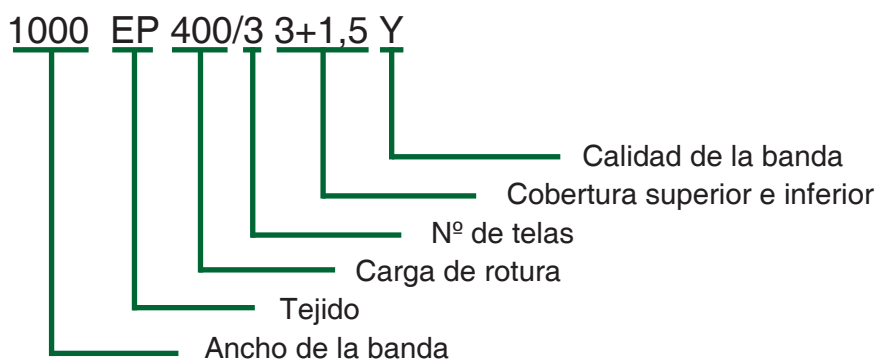 1000 EP 400/3 3+1,5 Y
Calidad de la banda
Cobertura superior e inferior
Nº de telas
Carga de rotura
Tejido
Ancho de la banda